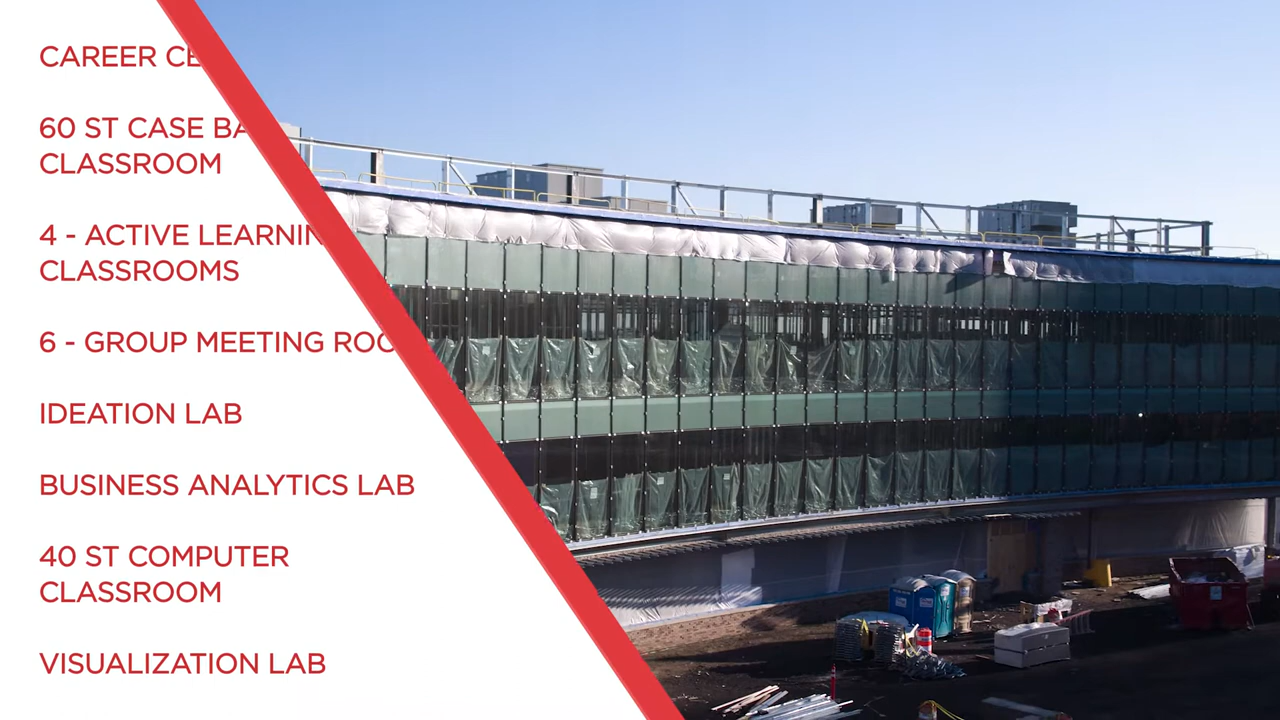 CAREER
60 ST CASE
CLASSROOM
4 - ACTIVE
CLASSROOMS
6 - GROUP MEETING
IDEATION LAB
BUSINESS ANALYTICS LAB
40 ST COMPUTER
CLASSROOM
VISUALIZATION LAB